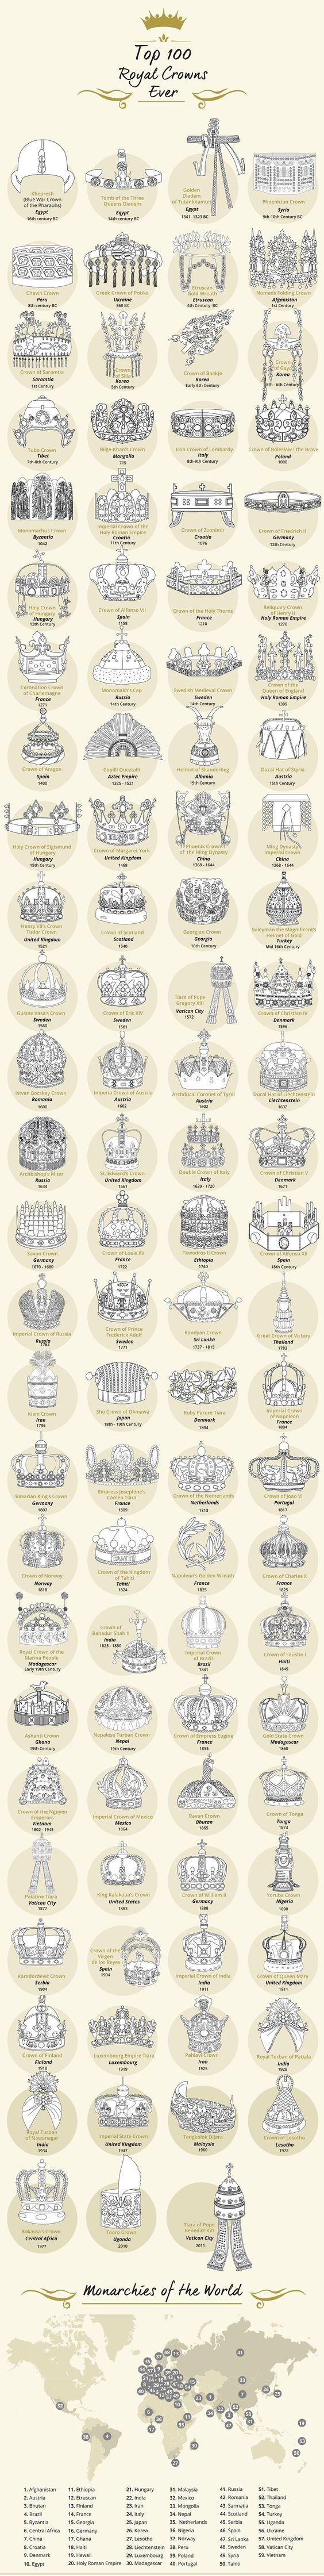 Top 100
Royal Crowns
Ever
Khepresh
(Blue War Crown
of the Pharaohs)
Egypt
16th century BC
Tomb of the Three
Queens Diadem
Egypt
14th century BC
Golden
Diadem
of Tutankhamun
Egypt
1341- 1323 BC
Phoenician Crown
Syria
9th-10th Century BC
Chavin Crown
Peru
8th century BC
Greek Crown of Potika
Ukraine
360 BC
Etruscan
Gold Wreath
Etruscan
4th Century BC
Nomads Folding Crown
Afganistan
1st Century
Crown of Sarantia
Sarantia
1st Century
Crown
of Silla
Korea
5th Century
Crown of Baekje
Korea
Early 6th Century
Crown
of Gaya
Korea
5th - 6th Century
Tubo Crown
Tibet
7th-8th Century
Bilge-Khan's Crown
Mongolia
715
Iron Crown of Lombardy
Italy
8th-9th Century
Crown of Boleslav I the Brave
Poland
1000
Monomachus Crown
Byzantia
1042
Imperial Crown of the
Holy Roman Empire
Croatia
11th Century
Crown of Zvonimir
Croatia
1076
Crown of Friedrich II
Germany
12th Century
Holy Crown
of Hungary
Hungary
12th Century
Crown of Alfonso VII
Spain
1158
Crown of the Holy Thorns
France
1210
Reliquary Crown
of Henry II
Holy Roman Empire
1270
Coronation Crown
of Charlemagne
France
1271
Monomakh's Cap
Russia
14th Century
Swedish Medieval Crown
Sweden
14th Century
Crown of the
Queen of England
Holy Roman Empire
1399
Crown of Aragon
Spain
1400
Copilli Quetzalli
Aztec Empire
1325 - 1521
Helmet of Skanderbeg
Albania
15th Century
Ducal Hat of Styria
Austria
15th Century
Holy Crown of Sigismund
of Hungary
Hungary
15th Century
Crown of Margaret York
United Kingdom
1468
Phoenix Crown
of the Ming Dynasty
China
1368 - 1644
Ming Dynasty
Imperial Crown
China
1368 - 1644
Henry VII's Crown
Tudor Crown
United Kingdom
1521
Crown of Scotland
Scotland
1540
Georgian Crown
Georgia
16th Century
Suleyman the Magnificent's
Helmet of Gold
Turkey
Mid 16th Century
Gustav Vasa's Crown
Sweden
1560
Crown of Eric XIV
Sweden
1561
Tiara of Pope
Gregory XIII
Vatican City
1572
Crown of Christian IV
Denmark
1596
Istvan Bocskay Crown
Romania
1600
Imperia Crown of Austria
Austria
1602
Archducal Coronet of Tyrol
Austria
1602
Ducal Hat of Liechtenstein
Liechtenstein
1632
Archbishop's Miter
Russia
1634
St. Edward's Crown
United Kingdom
1661
Double Crown of Italy
Italy
1620 - 1720
Crown of Christian V
Denmark
1671
Saxon Crown
Germany
1670 - 1680
Crown of Louis XV
France
1722
Tewodros II Crown
Ethiopia
1740
Crown of Alfonso XII
Spain
18th Century
Imperial Crown of Russia
Russia
1762
Crown of Prince
Frederick Adolf
Sweden
1771
Kandyan Crown
Sri Lanka
1737 - 1815
Great Crown of Victory
Thailand
1782
Kiani Crown
Iran
1796
Sho Crown of Okinawa
Japan
18th - 19th Century
Ruby Parure Tiara
Denmark
1804
Imperial Crown
of Napoleon
France
1804
Bavarian King's Crown
Germany
1807
Empress Josephine's
Cameo Tiara
France
1809
Crown of the Netherlands
Netherlands
1813
Crown of Joao VI
Portugal
1817
Crown of Norway
Norway
1818
Crown of the Kingdom
of Tahiti
Tahiti
1824
Napoleon's Golden Wreath
France
1825
Crown of Charles X
France
1825
Royal Crown of the
Marina People
Madagascar
Early 19th Century
Crown of
Bahadur Shah II
India
1825 - 1850
Imperial Crown
of Brazil
Brazil
1841
Crown of Faustin I
Haiti
1849
Ashanti Crown
Ghana
19th Century
Nepalese Turban Crown
Nepal
19th Century
Crown of Empress Eugine
France
1855
Gold State Crown
Madagascar
1860
Crown of the Nguyen
Emperors
Vietnam
1802 - 1945
Imperial Crown of Mexico
Mexico
1864
Raven Crown
Bhutan
1865
Crown of Tonga
Tonga
1873
Palatine Tiara
Vatican City
1877
King Kalakaua's Crown
United States
1883
Crown of William II
Germany
1888
Yoruba Crown
Nigeria
1890
Karadordevic Crown
Serbia
1904
Crown of the
Virgen
de los Reyes
Spain
1904
Imperial Crown of India
India
1911
Crown of Queen Mary
United Kingdom
1911
Crown of Finland
Finland
1918
Luxembourg Empire Tiara
Luxembourg
1919
Pahlavi Crown
Iran
1925
Royal Turban of Patiala
India
1928
Royal Turban
of Nawanagar
India
1934
Imperial State Crown
United Kingdom
1937
Tengkolok Diraja
Malaysia
1960
Crown of Lesotho
Lesotho
1972
Bokassa's Crown
Central Africa
1977
Tooro Crown
Uganda
2010
Tiara of Pope
Benedict XVI
Vatican City
2011
Monarchies of the World
1. Afghanistan
2. Austria
3. Bhutan
4. Brazil
5. Byzantia
6. Central Africa
7. China
8. Croatia
9. Denmark
10. Egypt
11. Ethiopia
12. Etruscan
13. Finland
14. France
15. Georgia
16. Germany
17. Ghana
18. Haiti
19. Hawaii
20. Holy Roman Empire
21. Hungary
22. India
23. Iran
24. Italy
25. Japan
26. Korea
27. Lesotho
28. Liechtenstein
29. Luxembourg
30. Madagascar
31. Malaysia
32. Mexico
33. Mongolia
34. Nepal
35. Netherlands
36. Nigeria
37. Norway
38. Peru
39. Poland
40. Portugal
41. Russia
42. Romania
43. Sarmatia
44. Scotland
45. Serbia
46. Spain
47. Sri Lanka
48. Sweden
49. Syria
50. Tahiti
51. Tibet
52. Thailand
53. Tonga
54. Turkey
55. Uganda
56. Ukraine
57. United Kingdom
58. Vatican City
59. Vietnam